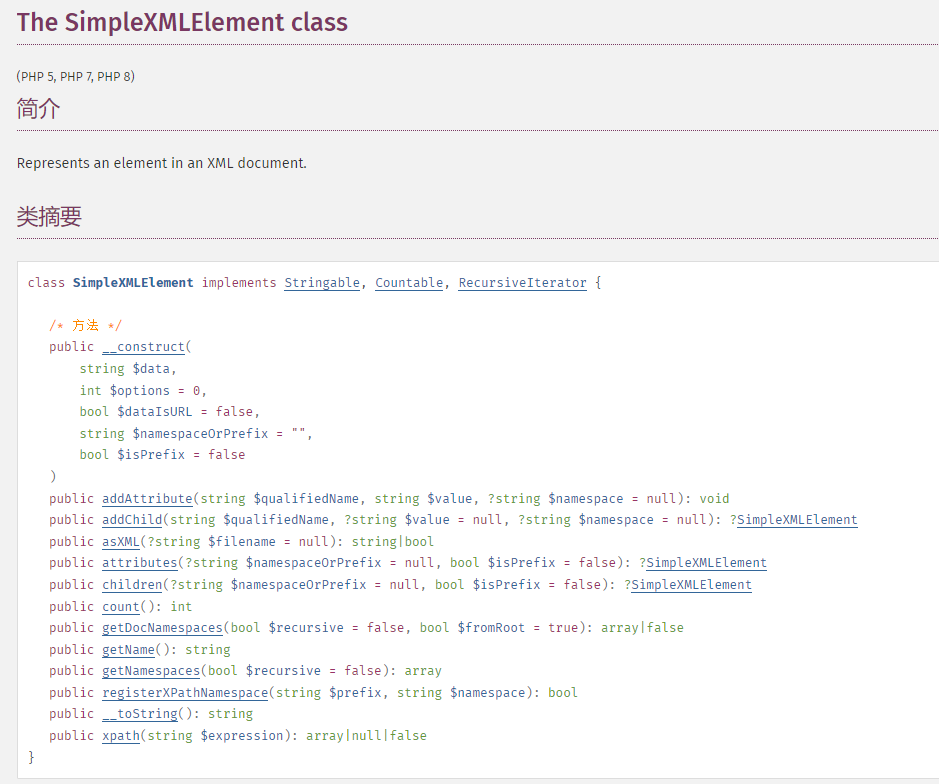 The SimpleXMLElement class
(PHP 5, PHP 7, PHP 8)
简介
Represents an element in an XML document.
类摘要
class SimpleXMLElement implements Stringable, Countable, RecursiveIterator {
/* 方法 */
public __construct(
string $data,
int $options = 0,
bool $dataIsURL = false,
string $namespaceOrPrefix = "",
bool $isPrefix = false
)
public addAttribute(string $qualifiedName, string $value, ?string $namespace = null): void
public addChild(string $qualifiedName, ?string $value = null, ?string $namespace = null): ?SimpleXMLElement
public asXML(?string $filename = null): string|bool
public attributes(?string $namespaceOrPrefix = null, bool $isPrefix = false): ?SimpleXMLElement
public children(?string $namespaceOrPrefix = null, bool $isPrefix = false): ?SimpleXMLElement
public count(): int
public getDocNamespaces(bool $recursive = false, bool $fromRoot = true): array|false
public getName(): string
public getNamespaces(bool $recursive = false): array
public registerXPathNamespace(string $prefix, string $namespace): bool
public __toString(): string
public xpath(string $expression): array|null|false
}